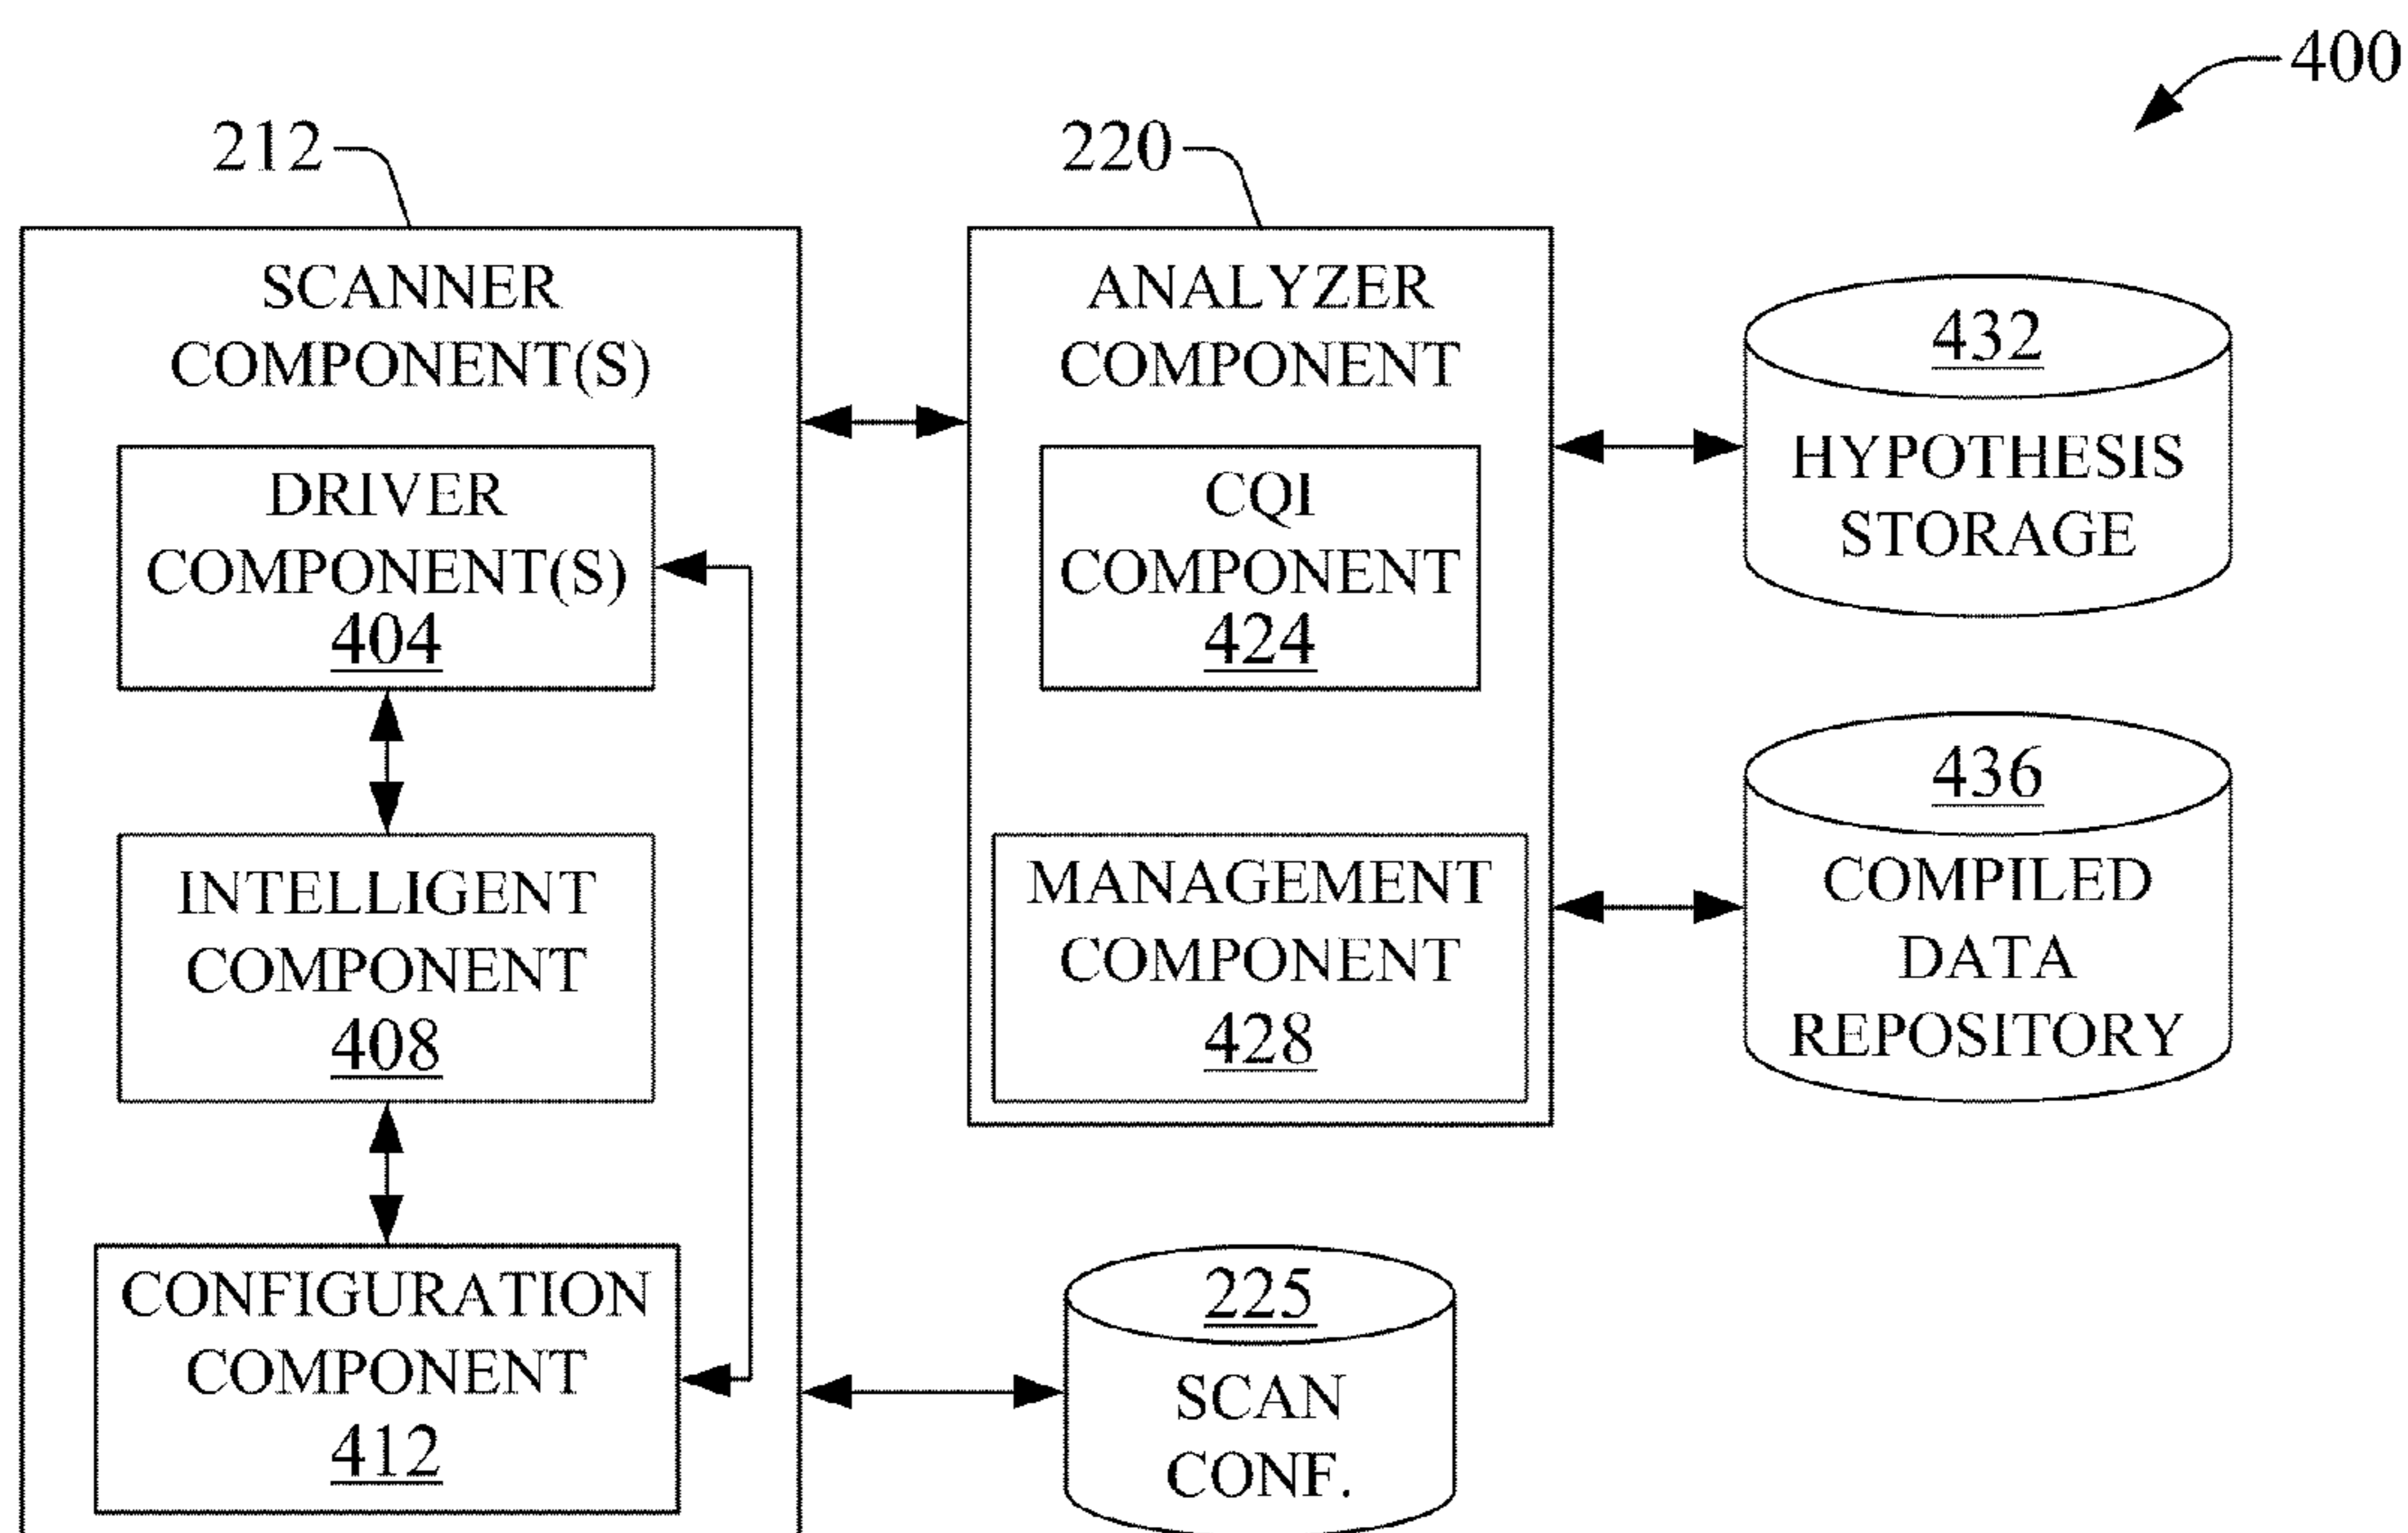 400
212
220
SCANNER
COMPONENT(S)
DRIVER
COMPONENT(S)
404
INTELLIGENT
COMPONENT
408
CONFIGURATION
COMPONENT
412
ANALYZER
COMPONENT
CQI
COMPONENT
424
MANAGEMENT
COMPONENT
428
432
HYPOTHESIS
STORAGE
436
COMPILED
DATA
REPOSITORY
225
SCAN
CONF.